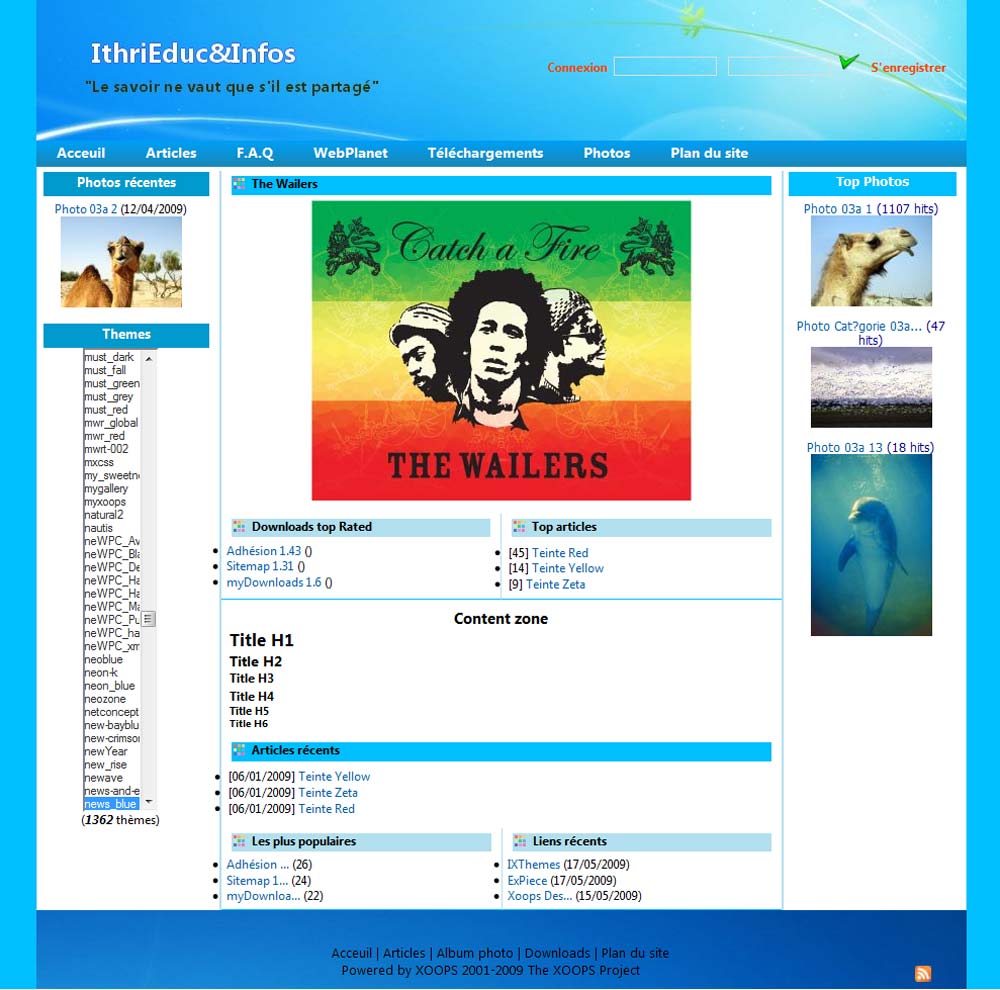 IthriEduc&Infos
"Le savoir ne vaut que s'il est partagé"
Connexion S'enregistrer
Acceuil Articles F.A.Q WebPlanet Téléchargements Photos Plan du site
Photos récentes
Photo 03a 2 (12/04/2009)
Themes
must_dark
must_fall
must_green
must_grey
must_red
mwr_global
mwr_red
mwrt-002
mxcss
my_sweetn
mygallery
myxoops
natural2
nautis
neWPC_Av
neWPC_Bla
neWPC_De
neWPC_Ha
neWPC_Ha
neWPC_Ma
neWPC_Pu
neWPC_ha
neWPC_xm
neoblue
neon-k
neon_blue
neozone
netconcept
new-bayblu
new-crimson
newYear
new_rise
newave
news-and-e
news_blue
(1362 thèmes)
The Wailers
Catch a Fire
THE WAILERS
Downloads top Rated
Adhésion 1.43 ()
Sitemap 1.31 ()
myDownloads 1.6 ()
Top articles
[45] Teinte Red
[14] Teinte Yellow
[9] Teinte Zeta
Content zone
Title H1
Title H2
Title H3
Title H4
Title H5
Title H6
Articles récents
[06/01/2009] Teinte Yellow
[06/01/2009] Teinte Zeta
[06/01/2009] Teinte Red
Les plus populaires
Adhésion ... (26)
Sitemap 1... (24)
myDownloa... (22)
Liens récents
IXThemes (17/05/2009)
ExPiece (17/05/2009)
Xoops Des... (15/05/2009)
Top Photos
Photo 03a 1 (1107 hits)
Photo Cat?gorie 03a... (47
hits)
Photo 03a 13 (18 hits)
Acceuil | Articles | Album photo | Downloads | Plan du site
Powered by XOOPS 2001-2009 The XOOPS Project